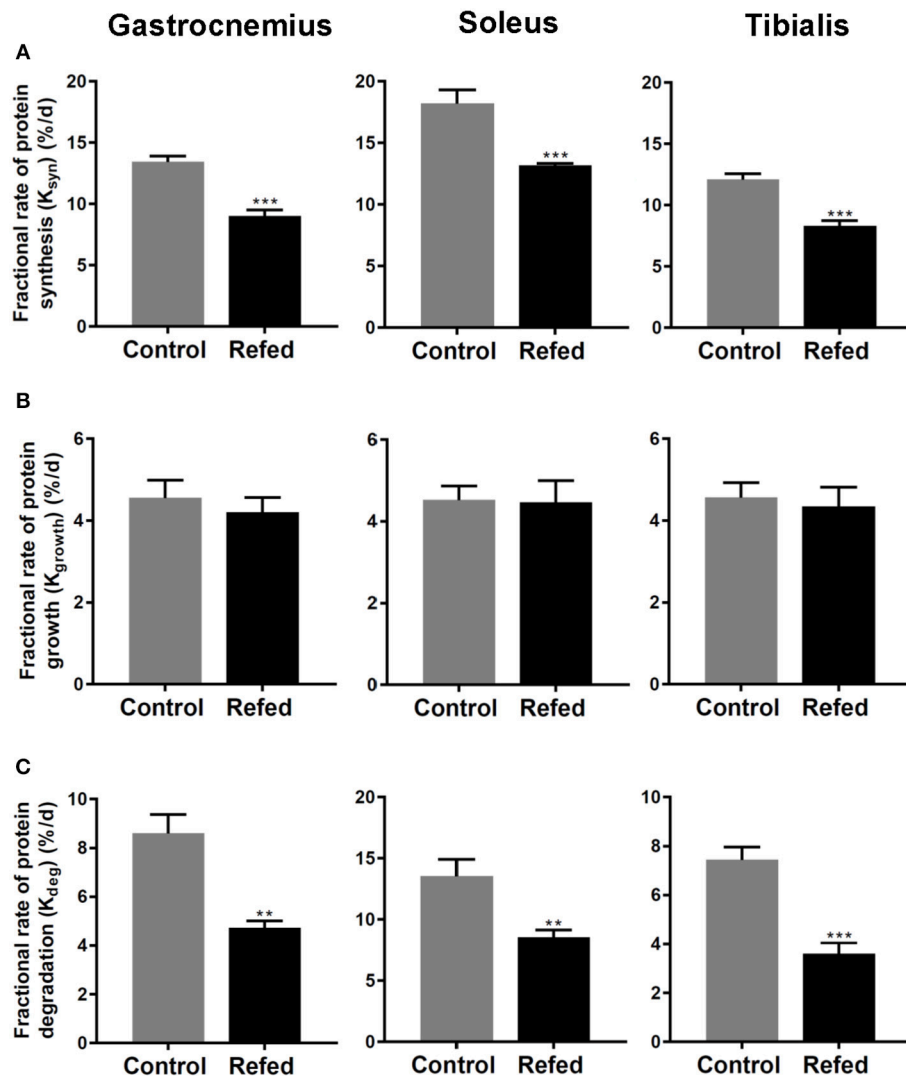 Gastrocnemius Soleus Tibialis
A
Fractional rate of protein
synthesis (K_syn) (%/d)
20
15
10
5
0
***
Control Refed
20
15
10
5
0
***
Control Refed
20
15
10
5
0
***
Control Refed
B
Fractional rate of protein
growth (K_growth) (%/d)
6
4
2
0
Control Refed
6
4
2
0
Control Refed
6
4
2
0
Control Refed
C
Fractional rate of protein
degradation (K_deg) (%/d)
10
8
6
4
2
0
**
Control Refed
20
15
10
5
0
**
Control Refed
10
8
6
4
2
0
***
Control Refed